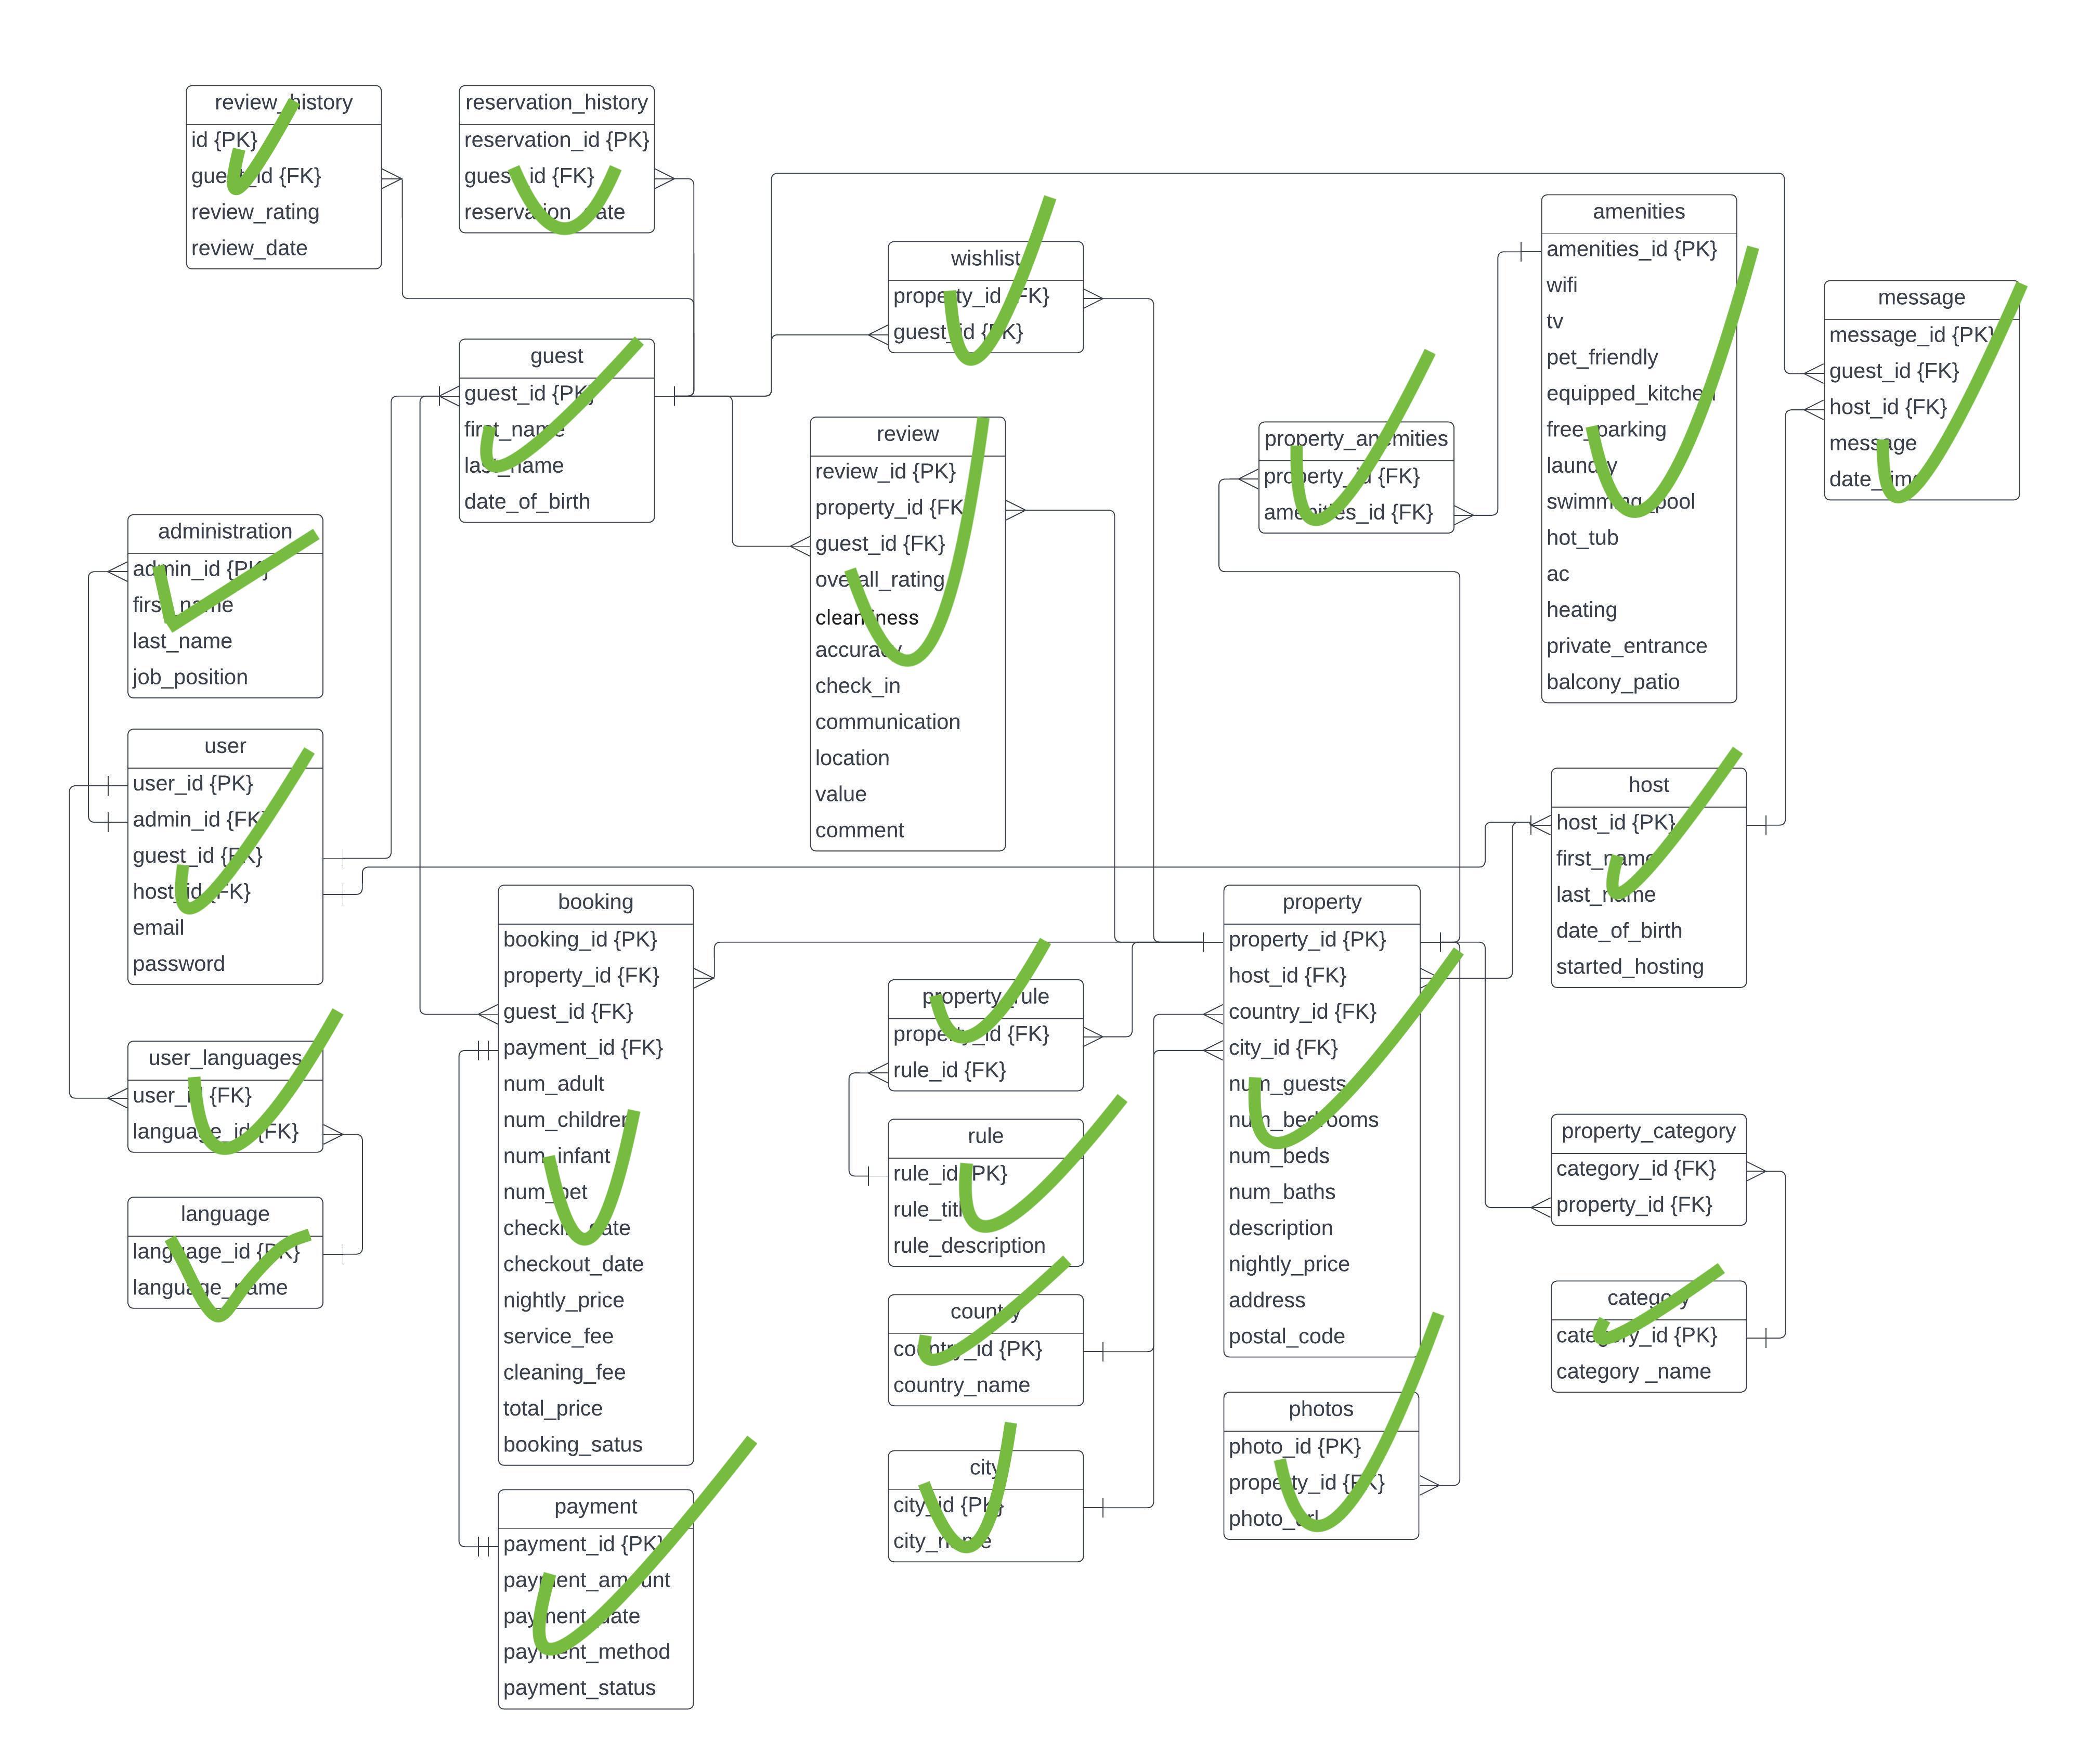 review_history
id {PK}
guest_id {FK}
review_rating
review_date
reservation_history
reservation_id {PK}
guest_id {FK}
reservation_date
wishlist
property_id {FK}
guest_id {FK}
amenities
amenities_id {PK}
wifi
tv
pet_friendly
equipped_kitchen
free_parking
laundry
swimming_pool
hot_tub
ac
heating
private_entrance
balcony_patio
message
message_id {PK}
guest_id {FK}
host_id {FK}
message
date_time
guest
guest_id {PK}
first_name
last_name
date_of_birth
review
review_id {PK}
property_id {FK}
guest_id {FK}
overall_rating
cleanliness
accuracy
check_in
communication
location
value
comment
property_anemities
property_id {FK}
amenities_id {FK}
administration
admin_id {PK}
first_name
last_name
job_position
user
user_id {PK}
admin_id {FK}
guest_id {FK}
host_id {FK}
email
password
host
host_id {PK}
first_name
last_name
date_of_birth
started_hosting
booking
booking_id {PK}
property_id {FK}
guest_id {FK}
payment_id {FK}
num_adult
num_children
num_infant
num_pet
checkin_date
checkout_date
nightly_price
service_fee
cleaning_fee
total_price
booking_satus
property_rule
property_id {FK}
rule_id {FK}
property
property_id {PK}
host_id {FK}
country_id {FK}
city_id {FK}
num_guests
num_bedrooms
num_beds
num_baths
description
nightly_price
address
postal_code
user_languages
user_id {FK}
language_id {FK}
rule
rule_id {PK}
rule_title
rule_description
property_category
category_id {FK}
property_id {FK}
language
language_id {PK}
language_name
country
country_id {PK}
country_name
category
category_id {PK}
category _name
photos
photo_id {PK}
property_id {FK}
photo_url
city
city_id {PK}
city_name
payment
payment_id {PK}
payment_amount
payment_date
payment_method
payment_status